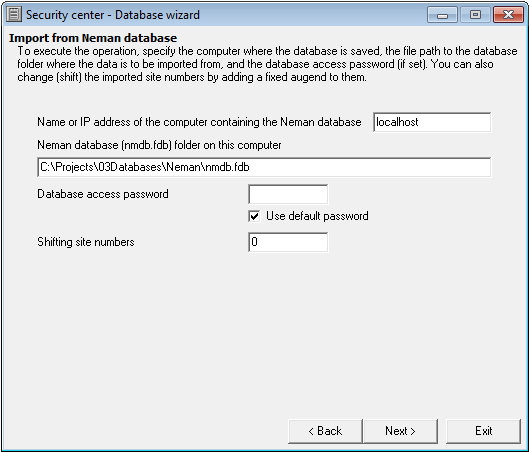 Security center - Database wizard
Import from Neman database
To execute the operation, specify the computer where the database is saved, the file path to the database
folder where the data is to be imported from, and the database access password (if set). You can also
change (shift) the imported site numbers by adding a fixed augend to them.
Name or IP address of the computer containing the Neman database localhost
Neman database (nmdb.fdb) folder on this computer
C:\Projects\03Databases\Neman\nmdb.fdb
Database access password
Use default password
Shifting site numbers 0
< Back Next > Exit